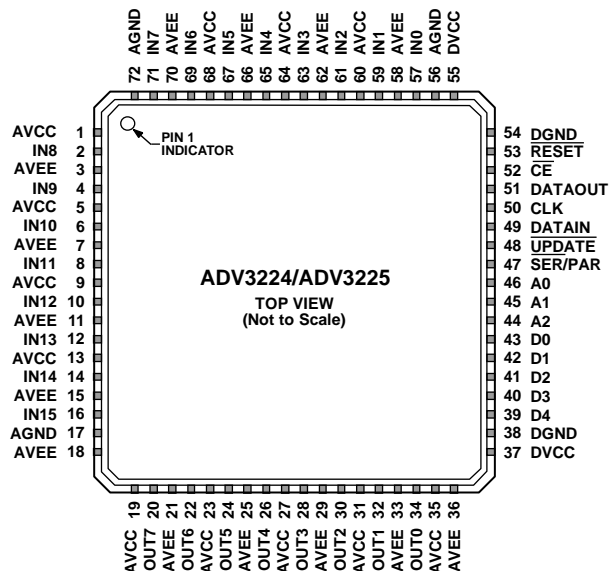 72 AGND
71 IN7
70 AVEE
69 IN6
68 AVCC
67 IN5
66 AVEE
65 IN4
64 AVCC
63 IN3
62 AVEE
61 IN2
60 AVCC
59 IN1
58 AVEE
57 IN0
56 AGND
55 DVCC
AVCC 1
IN8 2
AVEE 3
IN9 4
AVCC 5
IN10 6
AVEE 7
IN11 8
AVCC 9
IN12 10
AVEE 11
IN13 12
AVCC 13
IN14 14
AVEE 15
IN15 16
AGND 17
AVEE 18
PIN 1
INDICATOR
ADV3224/ADV3225
TOP VIEW
(Not to Scale)
54 DGND
53 RESET
52 CE
51 DATAOUT
50 CLK
49 DATAIN
48 UPDATE
47 SER/PAR
46 A0
45 A1
44 A2
43 D0
42 D1
41 D2
40 D3
39 D4
38 DGND
37 DVCC
AVCC 19
OUT7 20
AVEE 21
OUT6 22
AVCC 23
OUT5 24
AVEE 25
OUT4 26
AVCC 27
OUT3 28
AVEE 29
OUT2 30
AVCC 31
OUT1 32
AVEE 33
OUT0 34
AVCC 35
AVEE 36